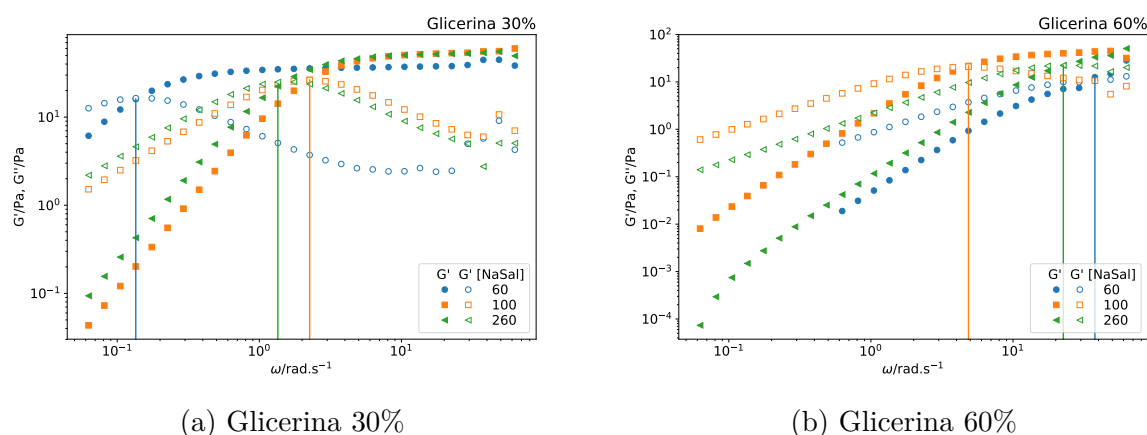 Glicerina 30%
G'/Pa, G''/Pa
10¹
10⁰
10⁻¹
G' G' [NaSal]
60
100
260
10⁻¹ 10⁰ 10¹
ω/rad.s⁻¹
(a) Glicerina 30%
Glicerina 60%
G'/Pa, G''/Pa
10²
10¹
10⁰
10⁻¹
10⁻²
10⁻³
10⁻⁴
G' G' [NaSal]
60
100
260
10⁻¹ 10⁰ 10¹
ω/rad.s⁻¹
(b) Glicerina 60%